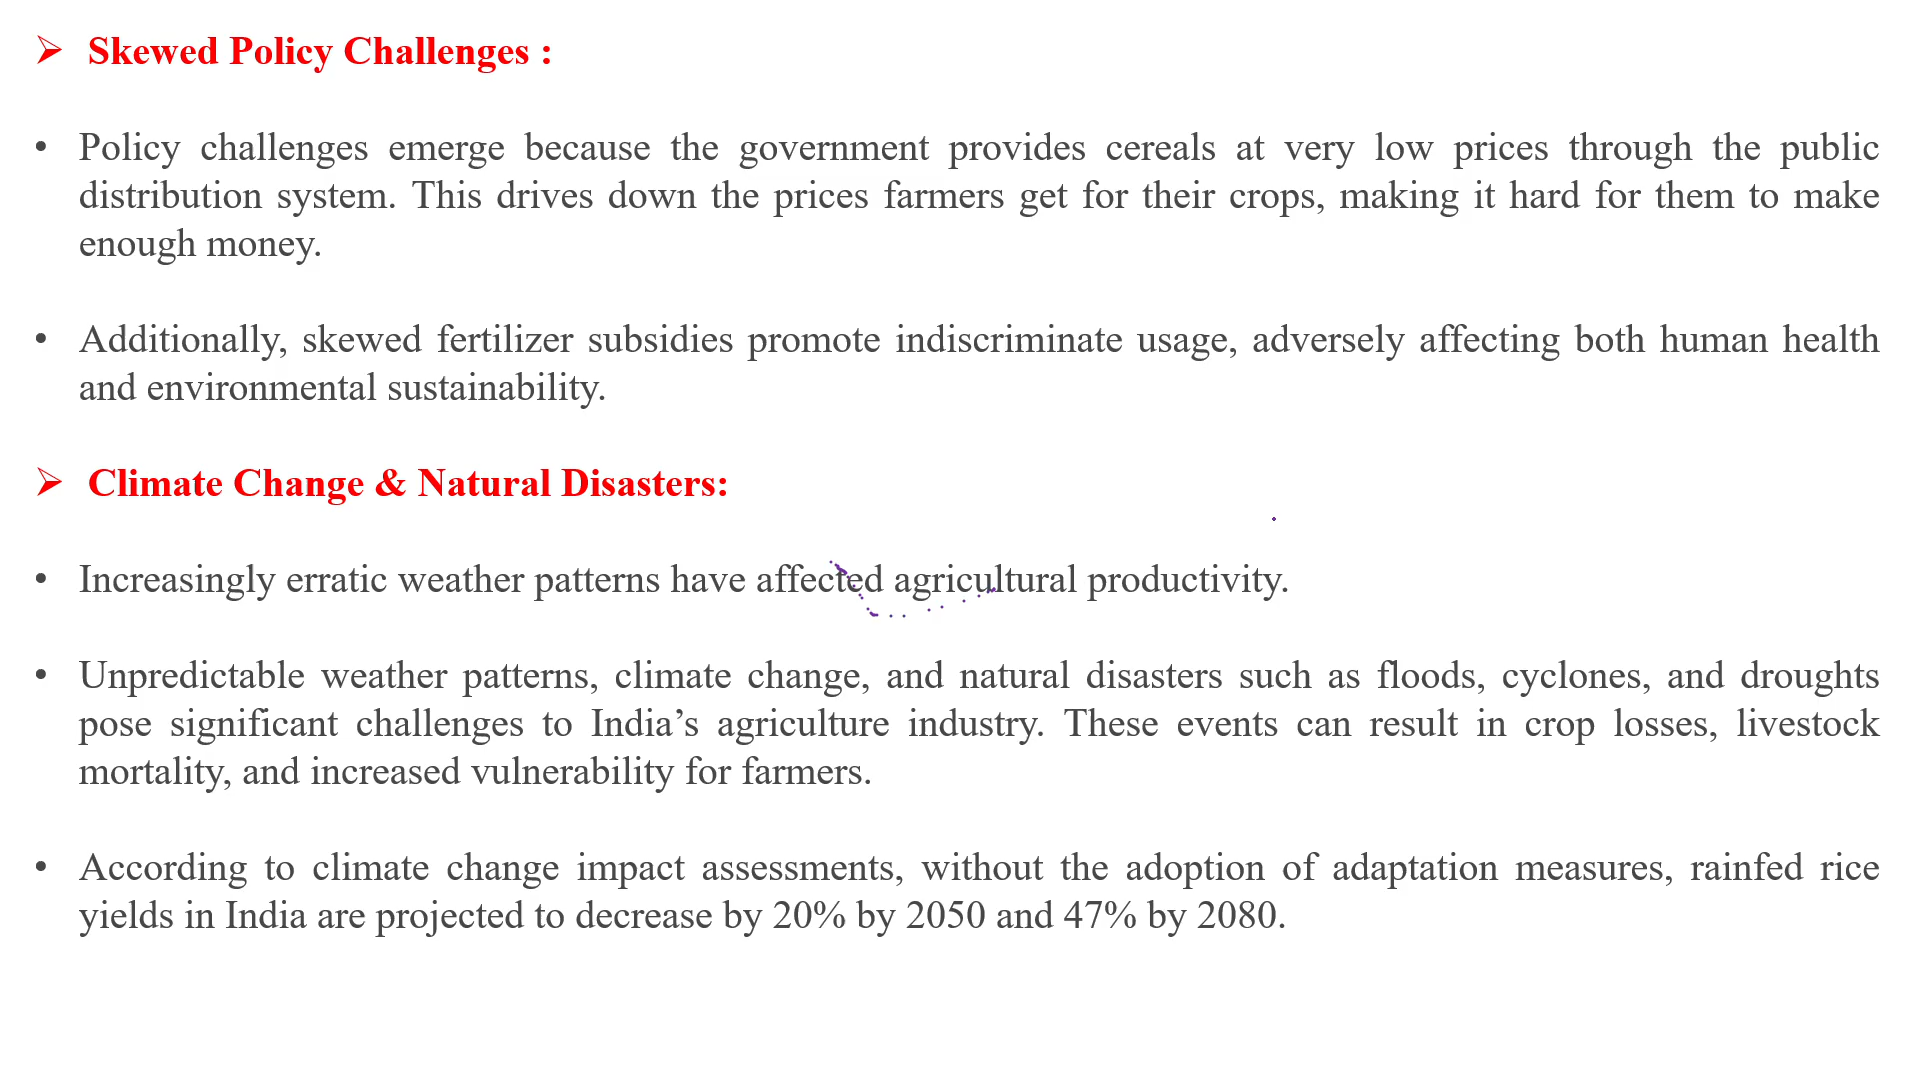 ➢ Skewed Policy Challenges :
• Policy challenges emerge because the government provides cereals at very low prices through the public
distribution system. This drives down the prices farmers get for their crops, making it hard for them to make
enough money.
• Additionally, skewed fertilizer subsidies promote indiscriminate usage, adversely affecting both human health
and environmental sustainability.
➢ Climate Change & Natural Disasters:
• Increasingly erratic weather patterns have affected agricultural productivity.
• Unpredictable weather patterns, climate change, and natural disasters such as floods, cyclones, and droughts
pose significant challenges to India’s agriculture industry. These events can result in crop losses, livestock
mortality, and increased vulnerability for farmers.
• According to climate change impact assessments, without the adoption of adaptation measures, rainfed rice
yields in India are projected to decrease by 20% by 2050 and 47% by 2080.